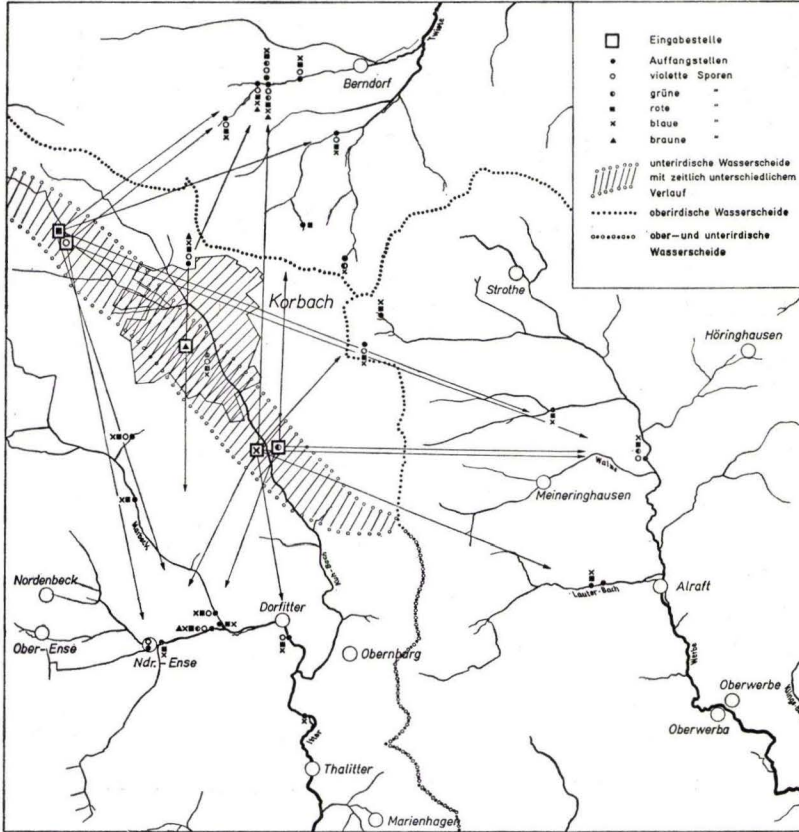 Eingabestelle
Auffangstellen
violette Sporen
grüne "
rote "
blaue "
braune "
unterirdische Wasserscheide
mit zeitlich unterschiedlichem
Verlauf
oberirdische Wasserscheide
ober- und unterirdische
Wasserscheide
Twiste
Berndorf
Korbach
Strothe
Höringhausen
Meineringhausen
Nordenbeck
Ober-Ense
Ndr.-Ense
Dorfitter
Obernburg
Lauter-Bach
Alraft
Werbe
Oberwerbe
Oberwerba
Itter
Thalitter
Marienhagen